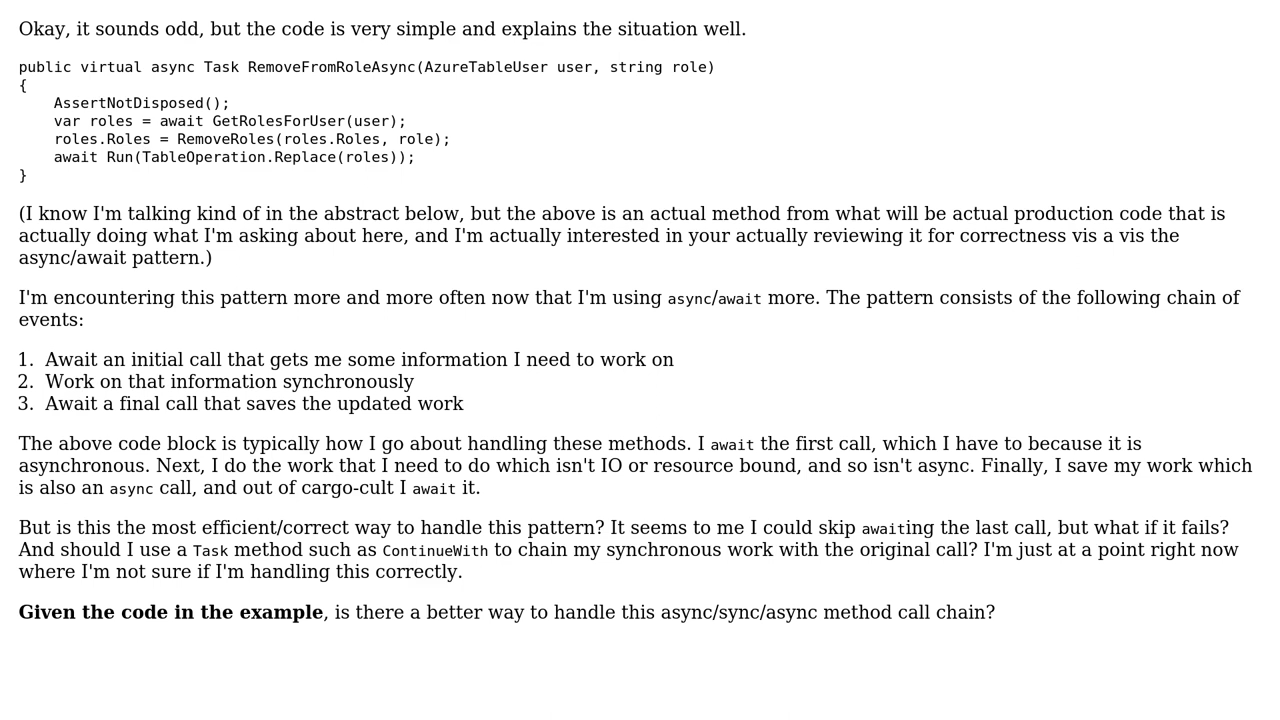 Okay, it sounds odd, but the code is very simple and explains the situation well.
public virtual async Task RemoveFromRoleAsync(AzureTableUser user, string role)
{
    AssertNotDisposed();
    var roles = await GetRolesForUser(user);
    roles.Roles = RemoveRoles(roles.Roles, role);
    await Run(TableOperation.Replace(roles));
}
(I know I'm talking kind of in the abstract below, but the above is an actual method from what will be actual production code that is
actually doing what I'm asking about here, and I'm actually interested in your actually reviewing it for correctness vis a vis the
async/await pattern.)
I'm encountering this pattern more and more often now that I'm using async/await more. The pattern consists of the following chain of
events:
1. Await an initial call that gets me some information I need to work on
2. Work on that information synchronously
3. Await a final call that saves the updated work
The above code block is typically how I go about handling these methods. I await the first call, which I have to because it is
asynchronous. Next, I do the work that I need to do which isn't IO or resource bound, and so isn't async. Finally, I save my work which
is also an async call, and out of cargo-cult I await it.
But is this the most efficient/correct way to handle this pattern? It seems to me I could skip awaiting the last call, but what if it fails?
And should I use a Task method such as ContinueWith to chain my synchronous work with the original call? I'm just at a point right now
where I'm not sure if I'm handling this correctly.
Given the code in the example, is there a better way to handle this async/sync/async method call chain?